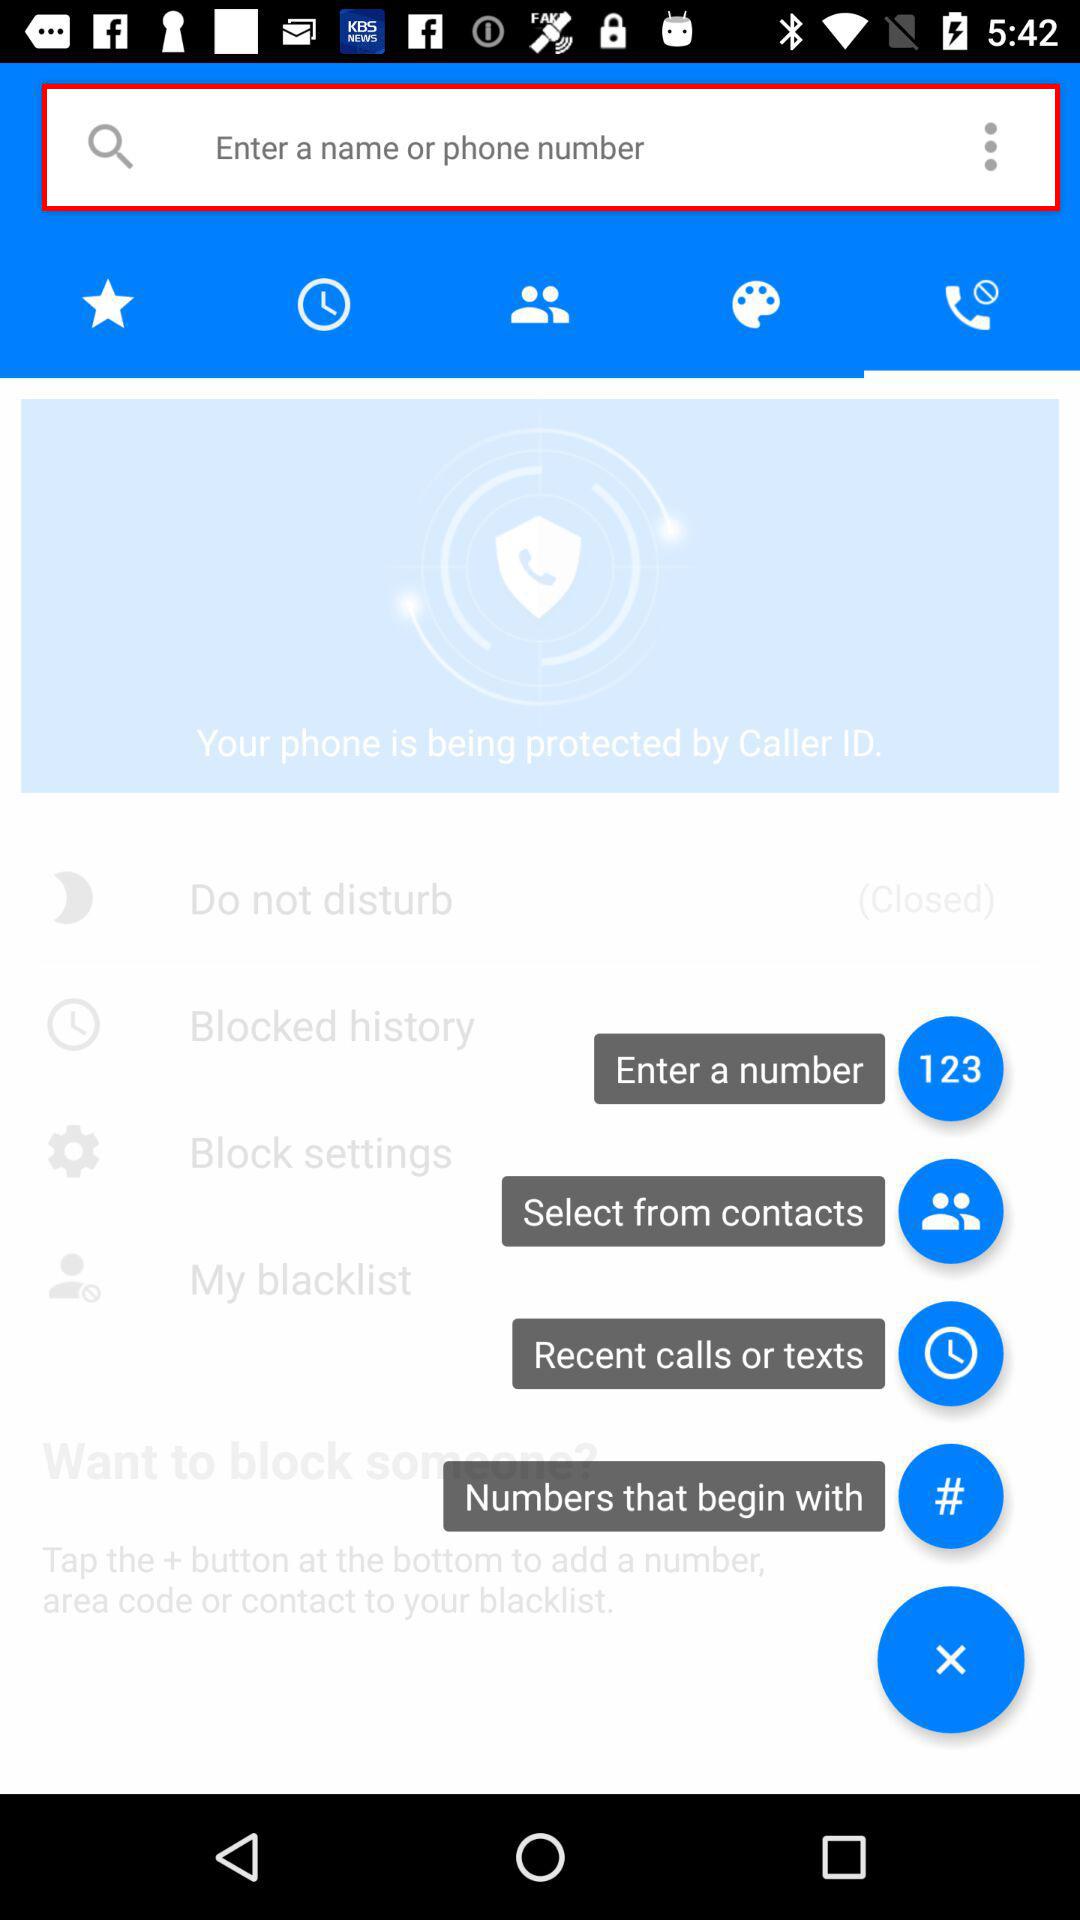 KBS
NEWS
FAKE
5:42
Enter a name or phone number
Your phone is being protected by Caller ID.
Do not disturb
(Closed)
Blocked history
Enter a number
123
Block settings
Select from contacts
My blacklist
Recent calls or texts
Want to block someone?
Numbers that begin with
#
Tap the + button at the bottom to add a number,
area code or contact to your blacklist.